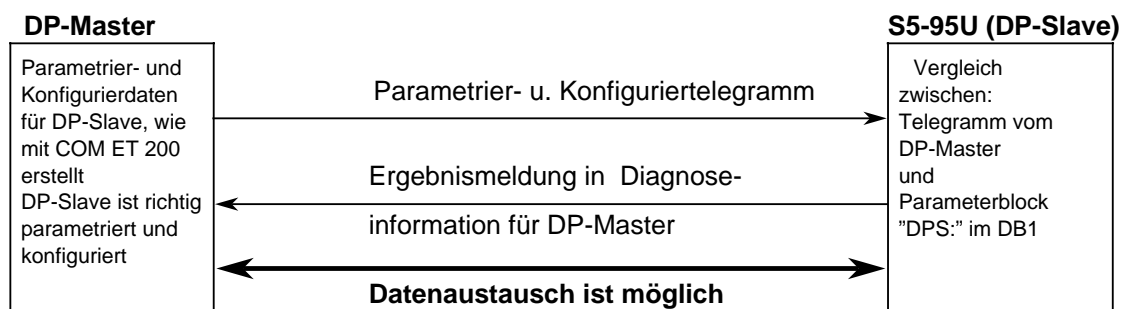 DP-Master
Parametrier- und
Konfigurierdaten
für DP-Slave, wie
mit COM ET 200
erstellt
DP-Slave ist richtig
parametriert und
konfiguriert
Parametrier- u. Konfiguriertelegramm
Ergebnismeldung in Diagnose-
information für DP-Master
Datenaustausch ist möglich
S5-95U (DP-Slave)
Vergleich
zwischen:
Telegramm vom
DP-Master
und
Parameterblock
”DPS:” im DB1